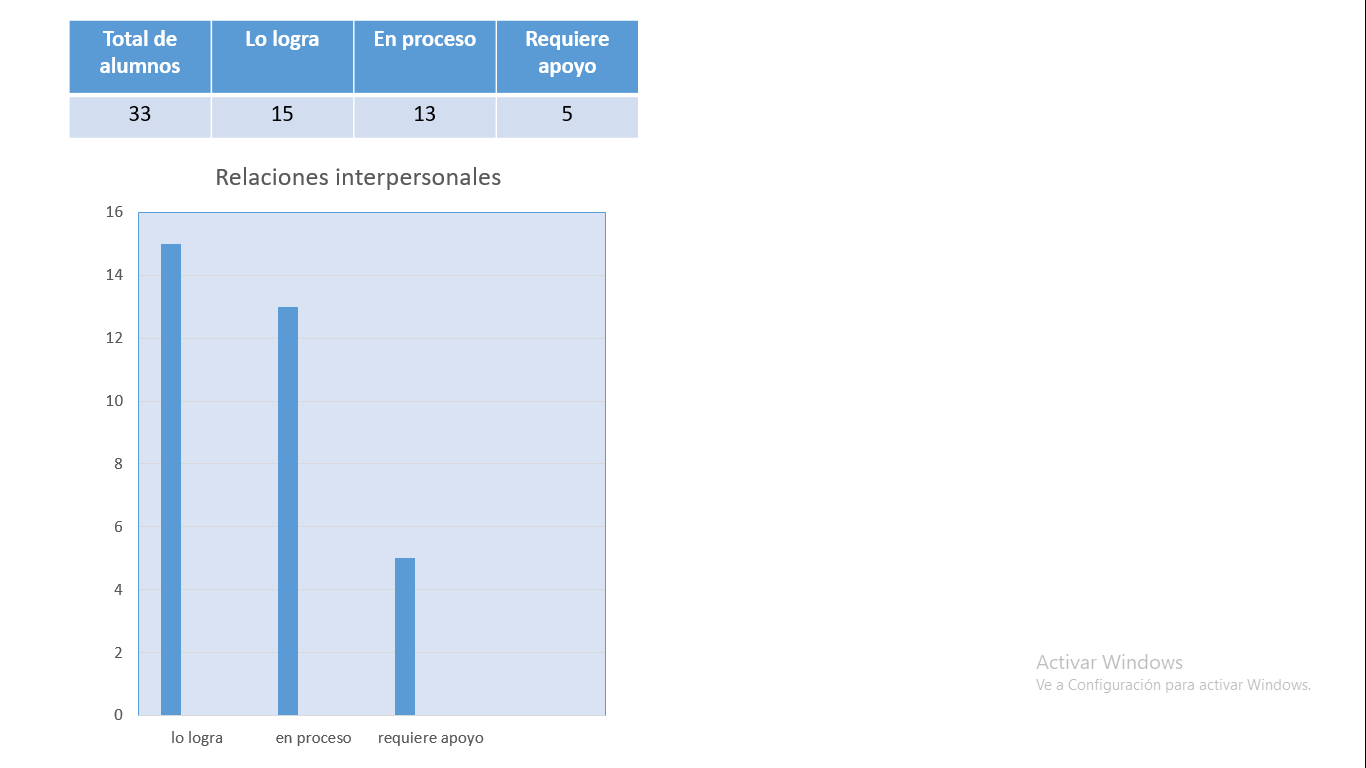 Total de alumnos
Lo logra
En proceso
Requiere apoyo
33
15
13
5
Relaciones interpersonales
16
14
12
10
8
6
4
2
0
lo logra
en proceso
requiere apoyo
Activar Windows
Ve a Configuración para activar Windows.